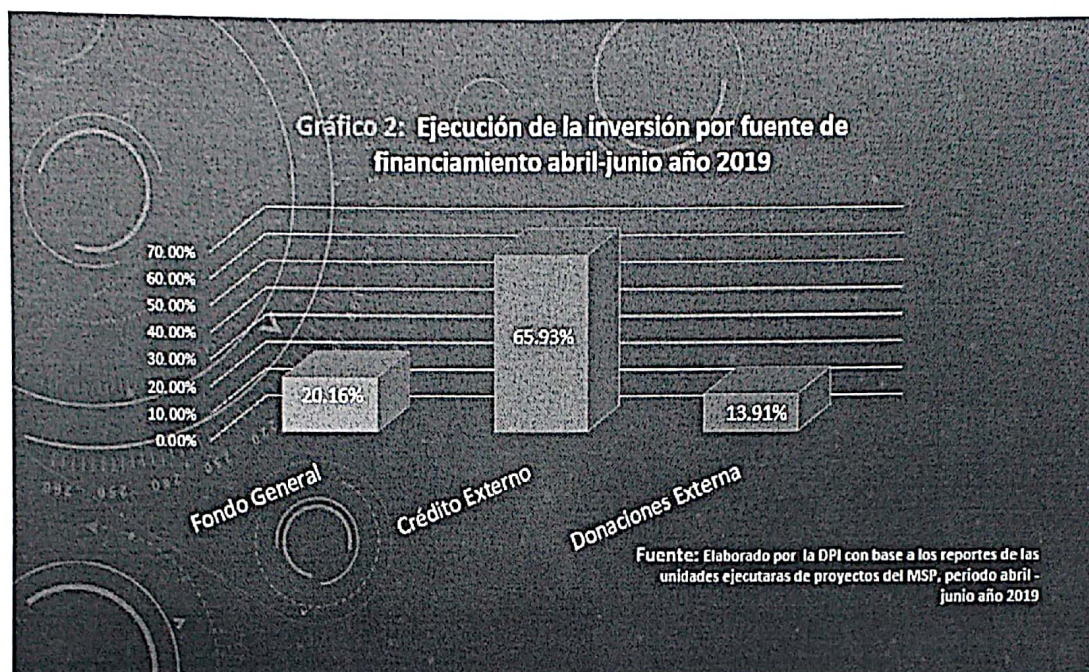 Gráfico 2: Ejecución de la inversión por fuente de
financiamiento abril-junio año 2019
70.00%
60.00%
50.00%
40.00%
30.00%
20.00%
10.00%
0.00%
20.16%
65.93%
13.91%
Fondo General
Crédito Externo
Donaciones Externa
Fuente: Elaborado por la DPI con base a los reportes de las
unidades ejecutaras de proyectos del MSP, periodo abril -
junio año 2019